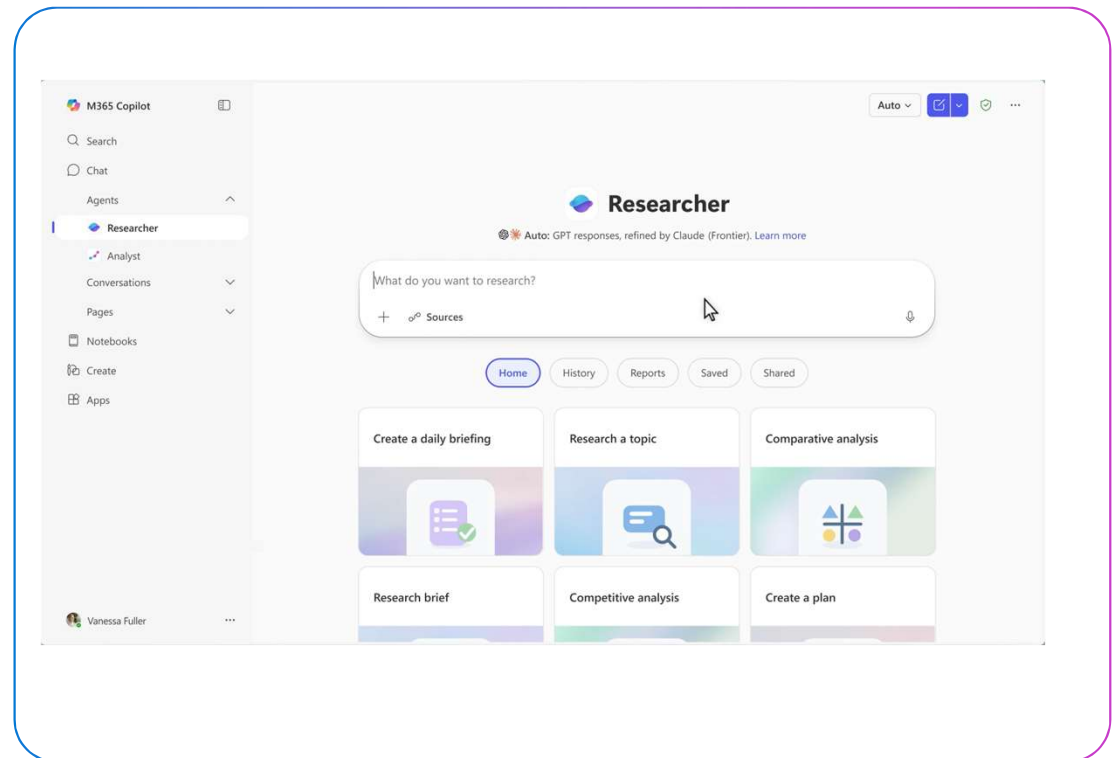 M365 Copilot
Search
Chat
Agents
Researcher
Analyst
Conversations
Pages
Notebooks
Create
Apps
Vanessa Fuller
Auto
Researcher
Auto: GPT responses, refined by Claude (Frontier). Learn more
What do you want to research?
Sources
Home History Reports Saved Shared
Create a daily briefing Research a topic Comparative analysis
Research brief Competitive analysis Create a plan